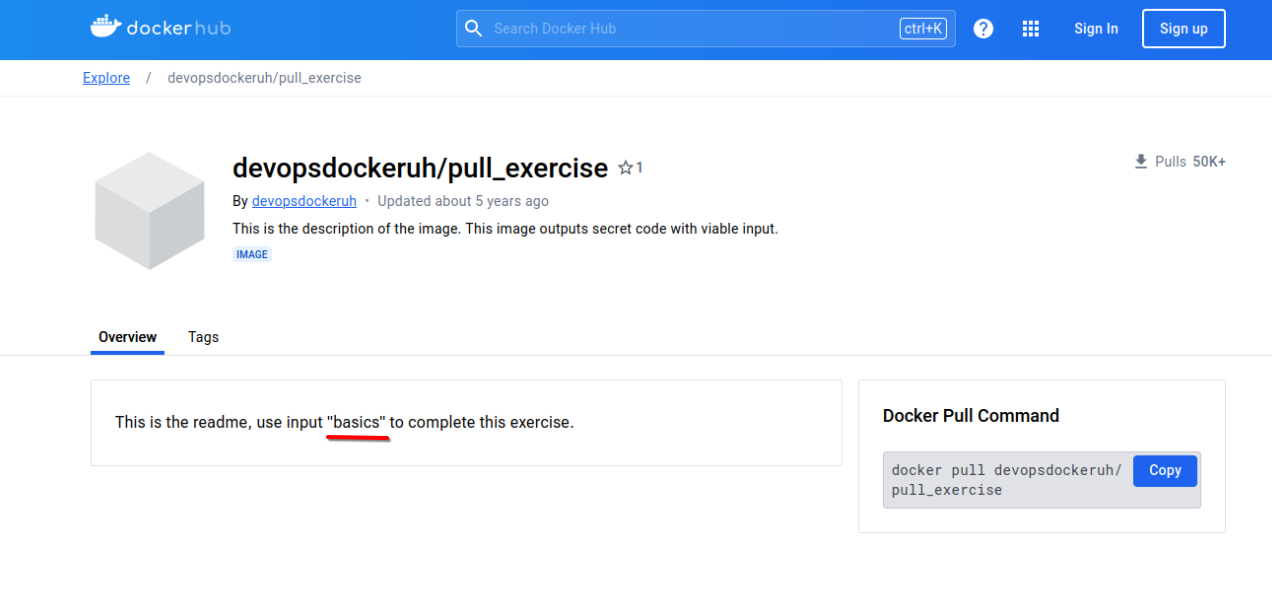 dockerhub
Search Docker Hub
ctrl+K
?
Sign In
Sign up
Explore / devopsdockeruh/pull_exercise
devopsdockeruh/pull_exercise
1
Pulls 50K+
By devopsdockeruh • Updated about 5 years ago
This is the description of the image. This image outputs secret code with viable input.
IMAGE
Overview
Tags
This is the readme, use input "basics" to complete this exercise.
Docker Pull Command
docker pull devopsdockeruh/
pull_exercise
Copy